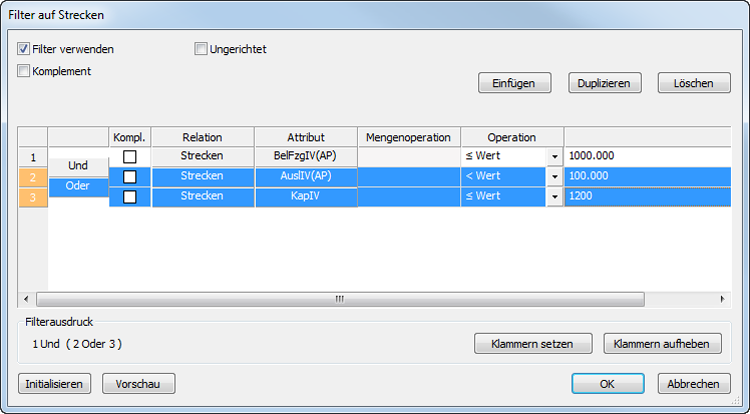 Filter auf Strecken
Filter verwenden
Ungerichtet
Komplement
Einfügen
Duplizieren
Löschen
Kompl. Relation Attribut Mengenoperation Operation
1 Strecken BelFzgIV(AP) ≤ Wert 1000.000
Und
2 Strecken AuslIV(AP) < Wert 100.000
Oder
3 Strecken KapIV ≤ Wert 1200
Filterausdruck
1 Und ( 2 Oder 3 )
Klammern setzen
Klammern aufheben
Initialisieren
Vorschau
OK
Abbrechen